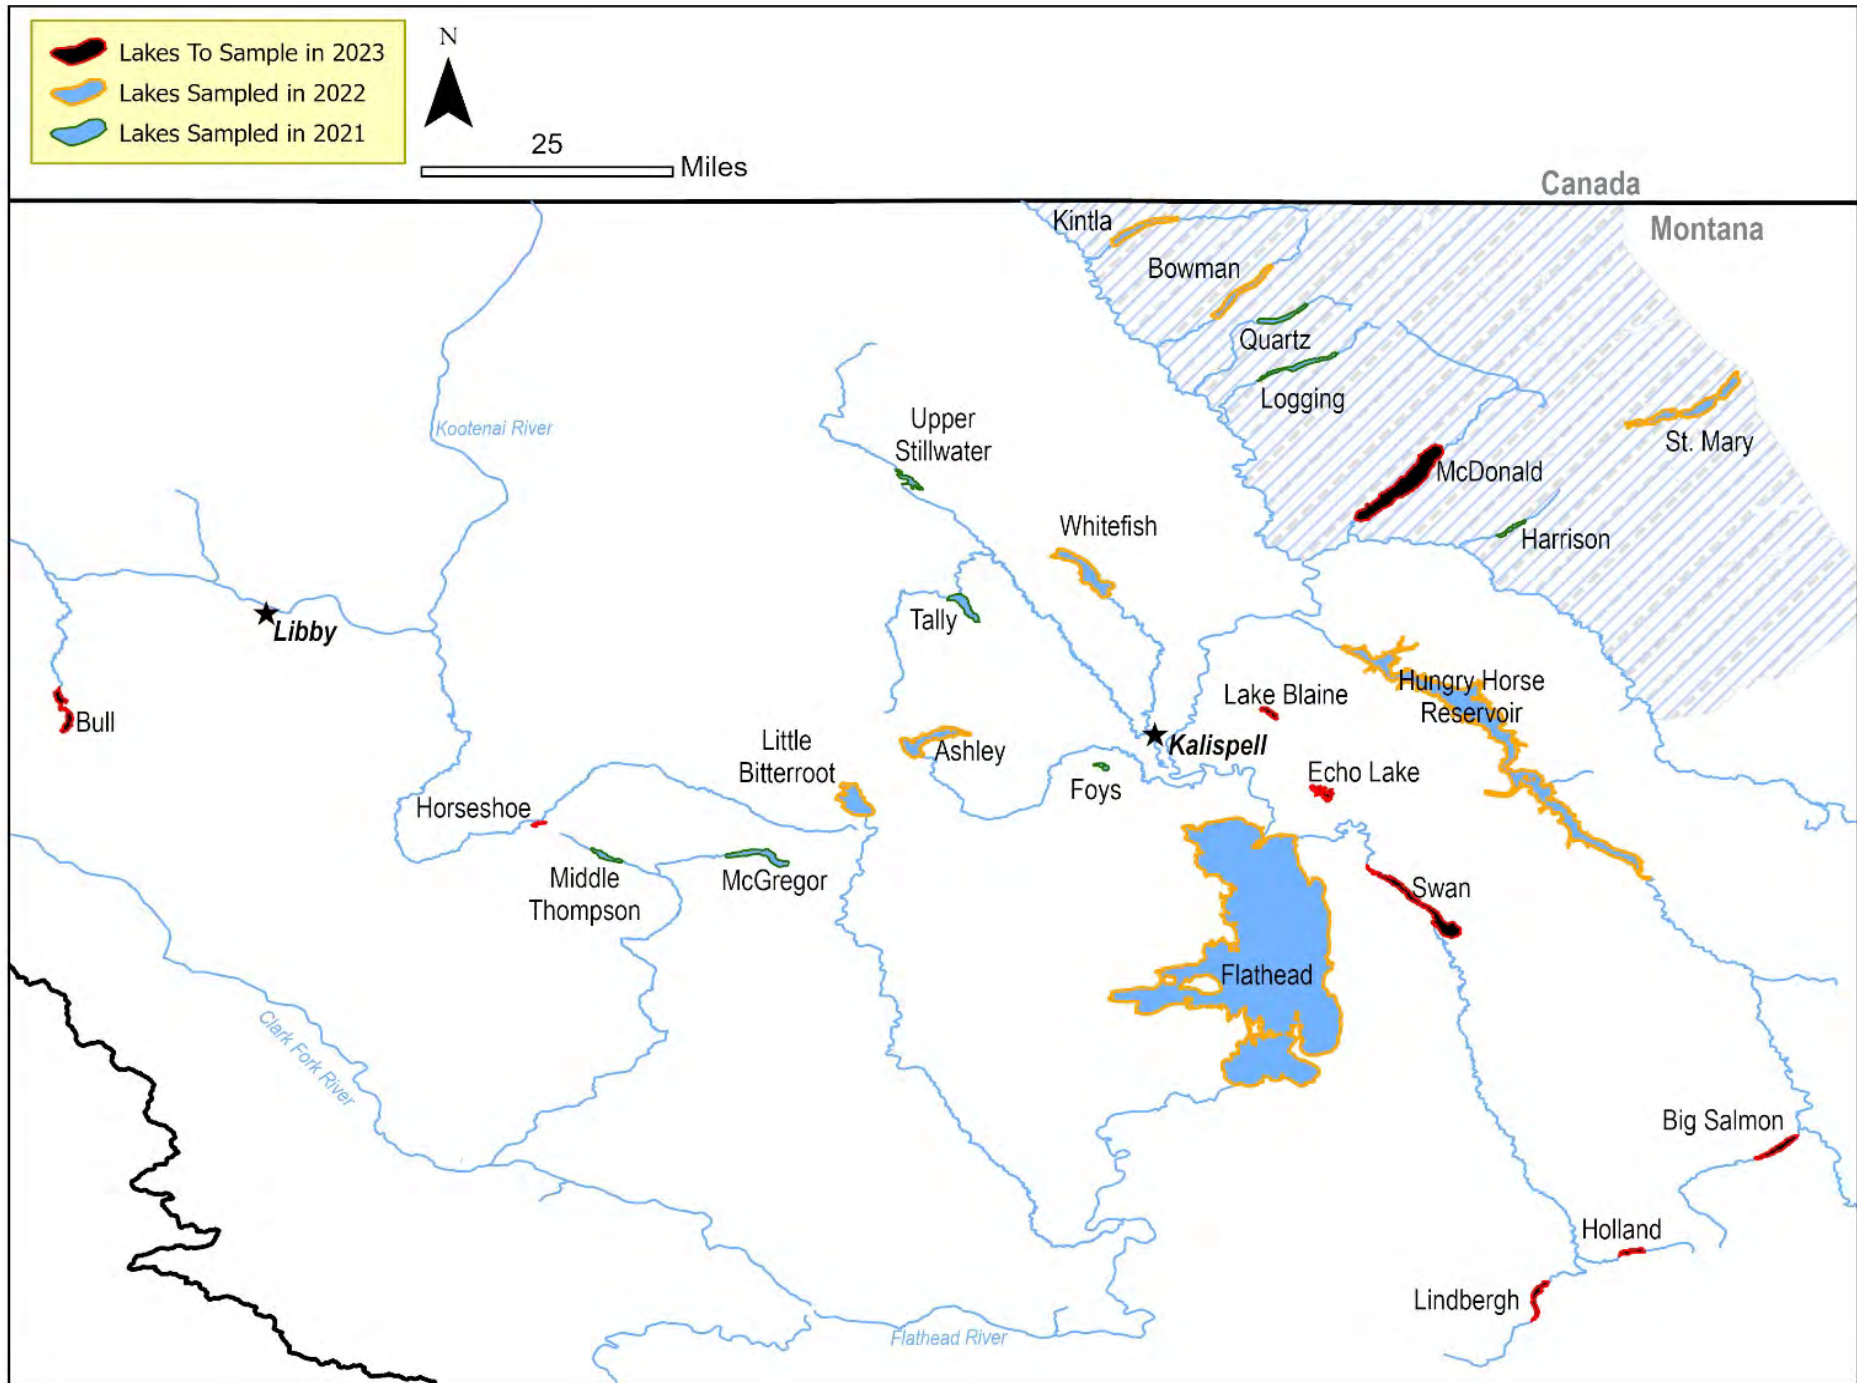 Lakes To Sample in 2023
Lakes Sampled in 2022
Lakes Sampled in 2021
N
25
Miles
Canada
Montana
Kintla
Bowman
Quartz
Logging
St. Mary
McDonald
Harrison
Kootenai River
Upper
Stillwater
Whitefish
Tally
Libby
Bull
Hungry Horse
Reservoir
Lake Blaine
Kalispell
Little
Bitterroot
Ashley
Foys
Echo Lake
Horseshoe
Middle
Thompson
McGregor
Swan
Flathead
Clark Fork River
Big Salmon
Holland
Lindbergh
Flathead River